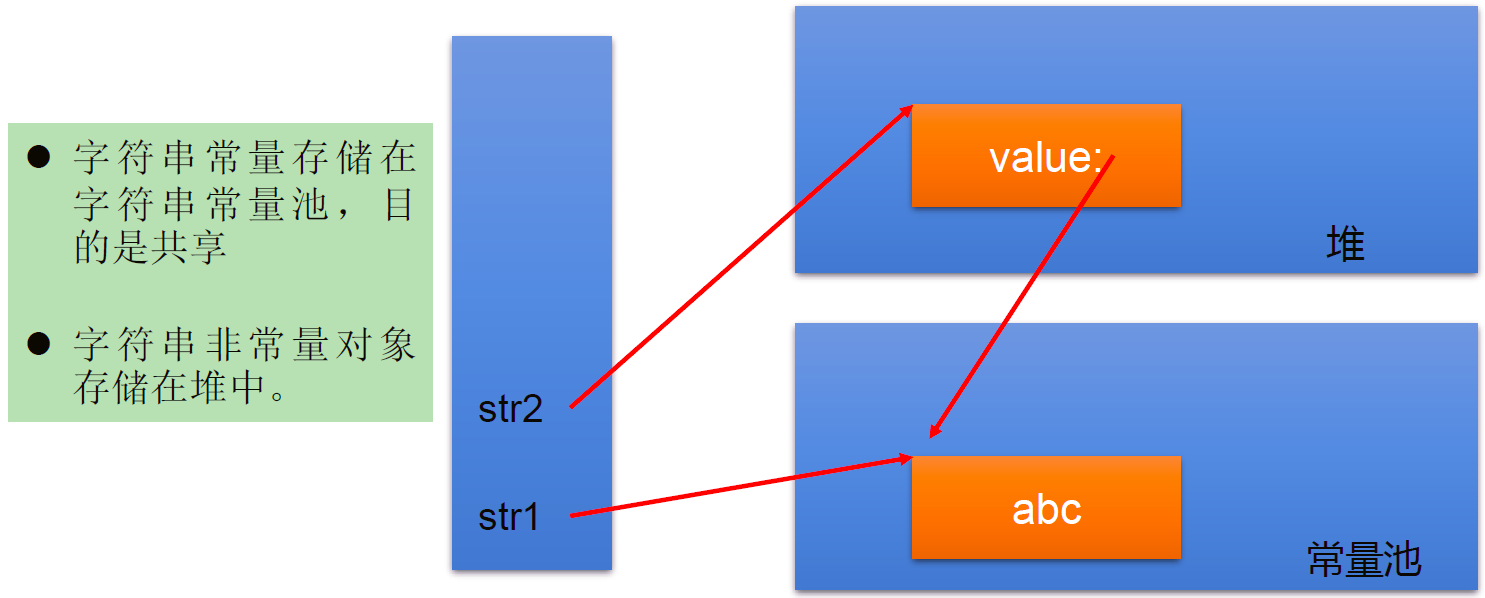 ● 字符串常量存储在
字符串常量池，目
的是共享
● 字符串非常量对象
存储在堆中。
str2
str1
value:
堆
abc
常量池